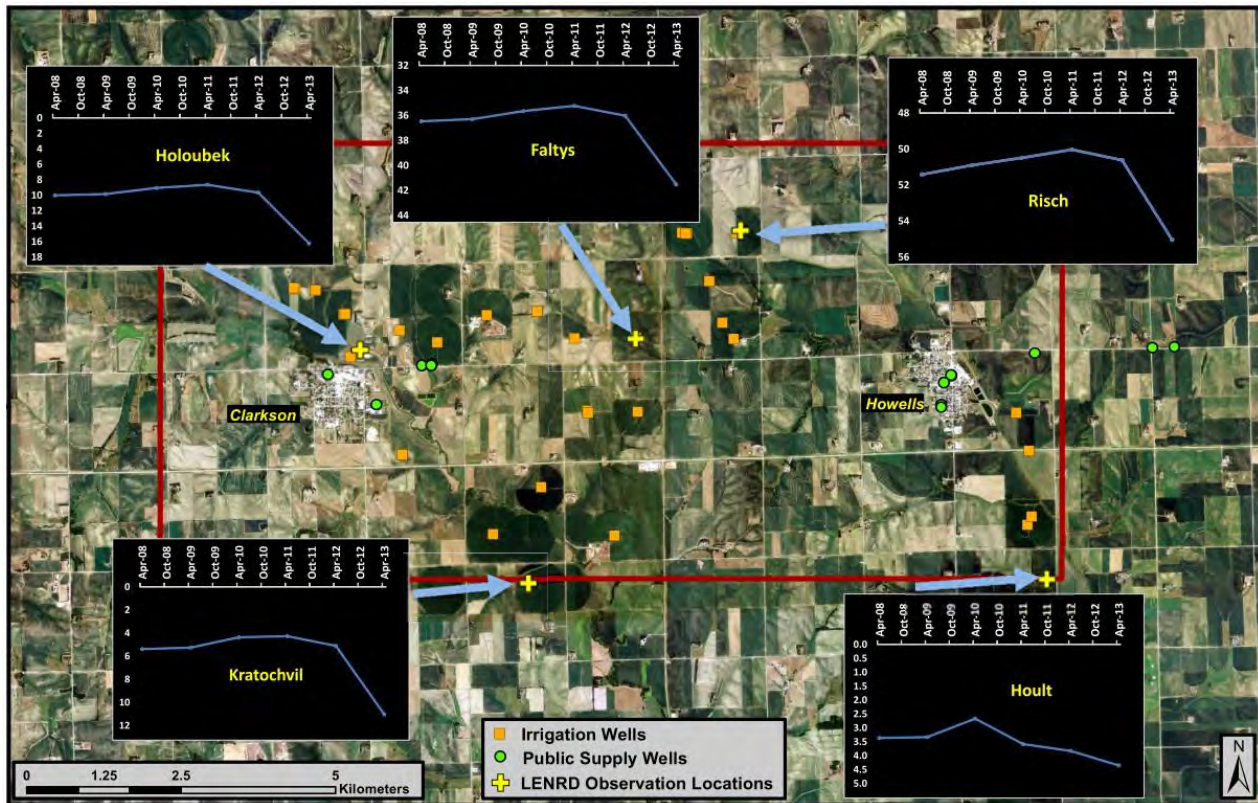 Apr-08
Oct-08
Apr-09
Oct-09
Apr-10
Oct-10
Apr-11
Oct-11
Apr-12
Oct-12
Apr-13
0
2
4
6
8
10
12
14
16
18
Holoubek
Apr-08
Oct-08
Apr-09
Oct-09
Apr-10
Oct-10
Apr-11
Oct-11
Apr-12
Oct-12
Apr-13
32
34
36
38
40
42
44
Faltys
Apr-08
Oct-08
Apr-09
Oct-09
Apr-10
Oct-10
Apr-11
Oct-11
Apr-12
Oct-12
Apr-13
48
50
52
54
56
Risch
Clarkson
Howells
Apr-08
Oct-08
Apr-09
Oct-09
Apr-10
Oct-10
Apr-11
Oct-11
Apr-12
Oct-12
Apr-13
0
2
4
6
8
10
12
Kratochvil
Apr-08
Oct-08
Apr-09
Oct-09
Apr-10
Oct-10
Apr-11
Oct-11
Apr-12
Oct-12
Apr-13
0.0
0.5
1.0
1.5
2.0
2.5
3.0
3.5
4.0
4.5
5.0
Hoult
Irrigation Wells
Public Supply Wells
LENRD Observation Locations
0 1.25 2.5 5
Kilometers
N